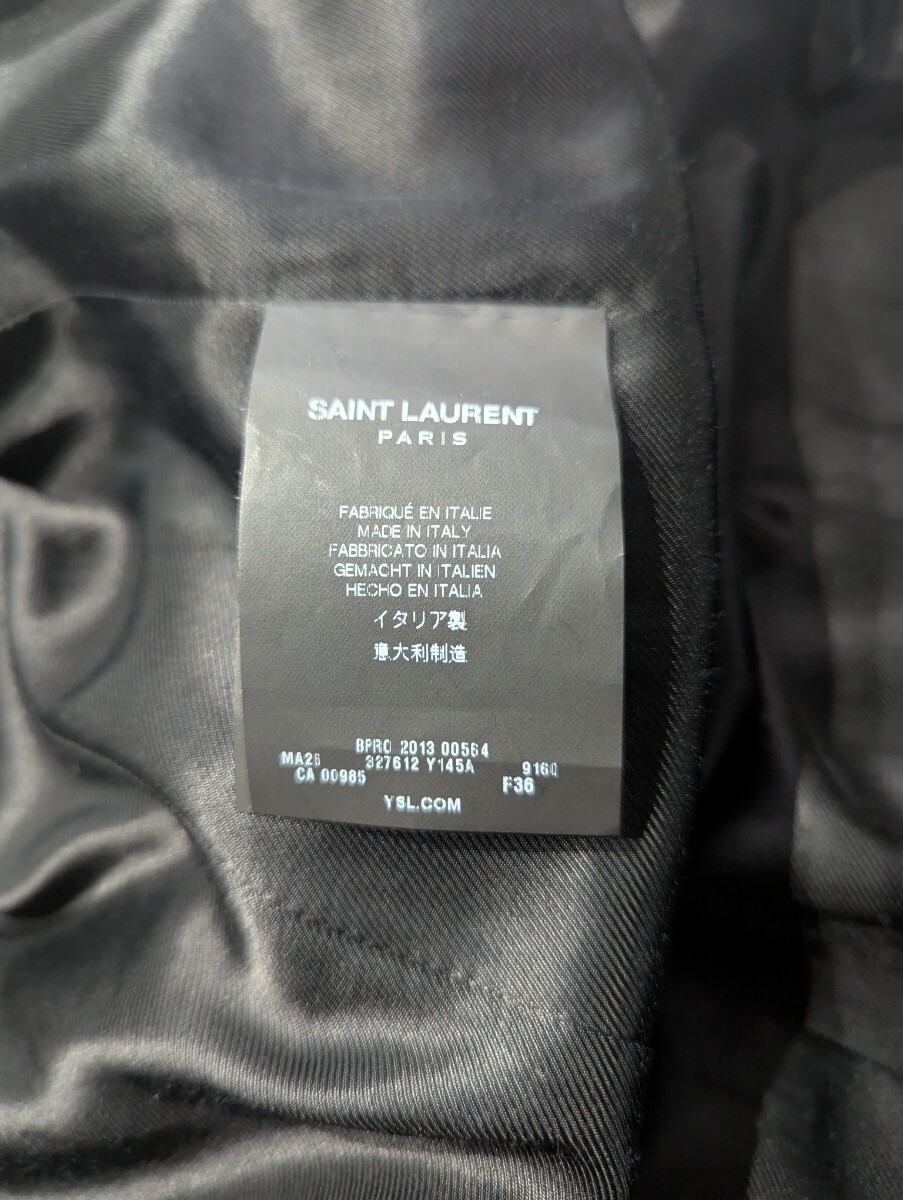 SAINT LAURENT
PARIS
FABRIQUÉ EN ITALIE
MADE IN ITALY
FABBRICATO IN ITALIA
GEMACHT IN ITALIEN
HECHO EN ITALIA
イタリア製
意大利制造
BPRC 2013 00564
MA26 327612 Y145A 9160
CA 00985 F36
YSL.COM